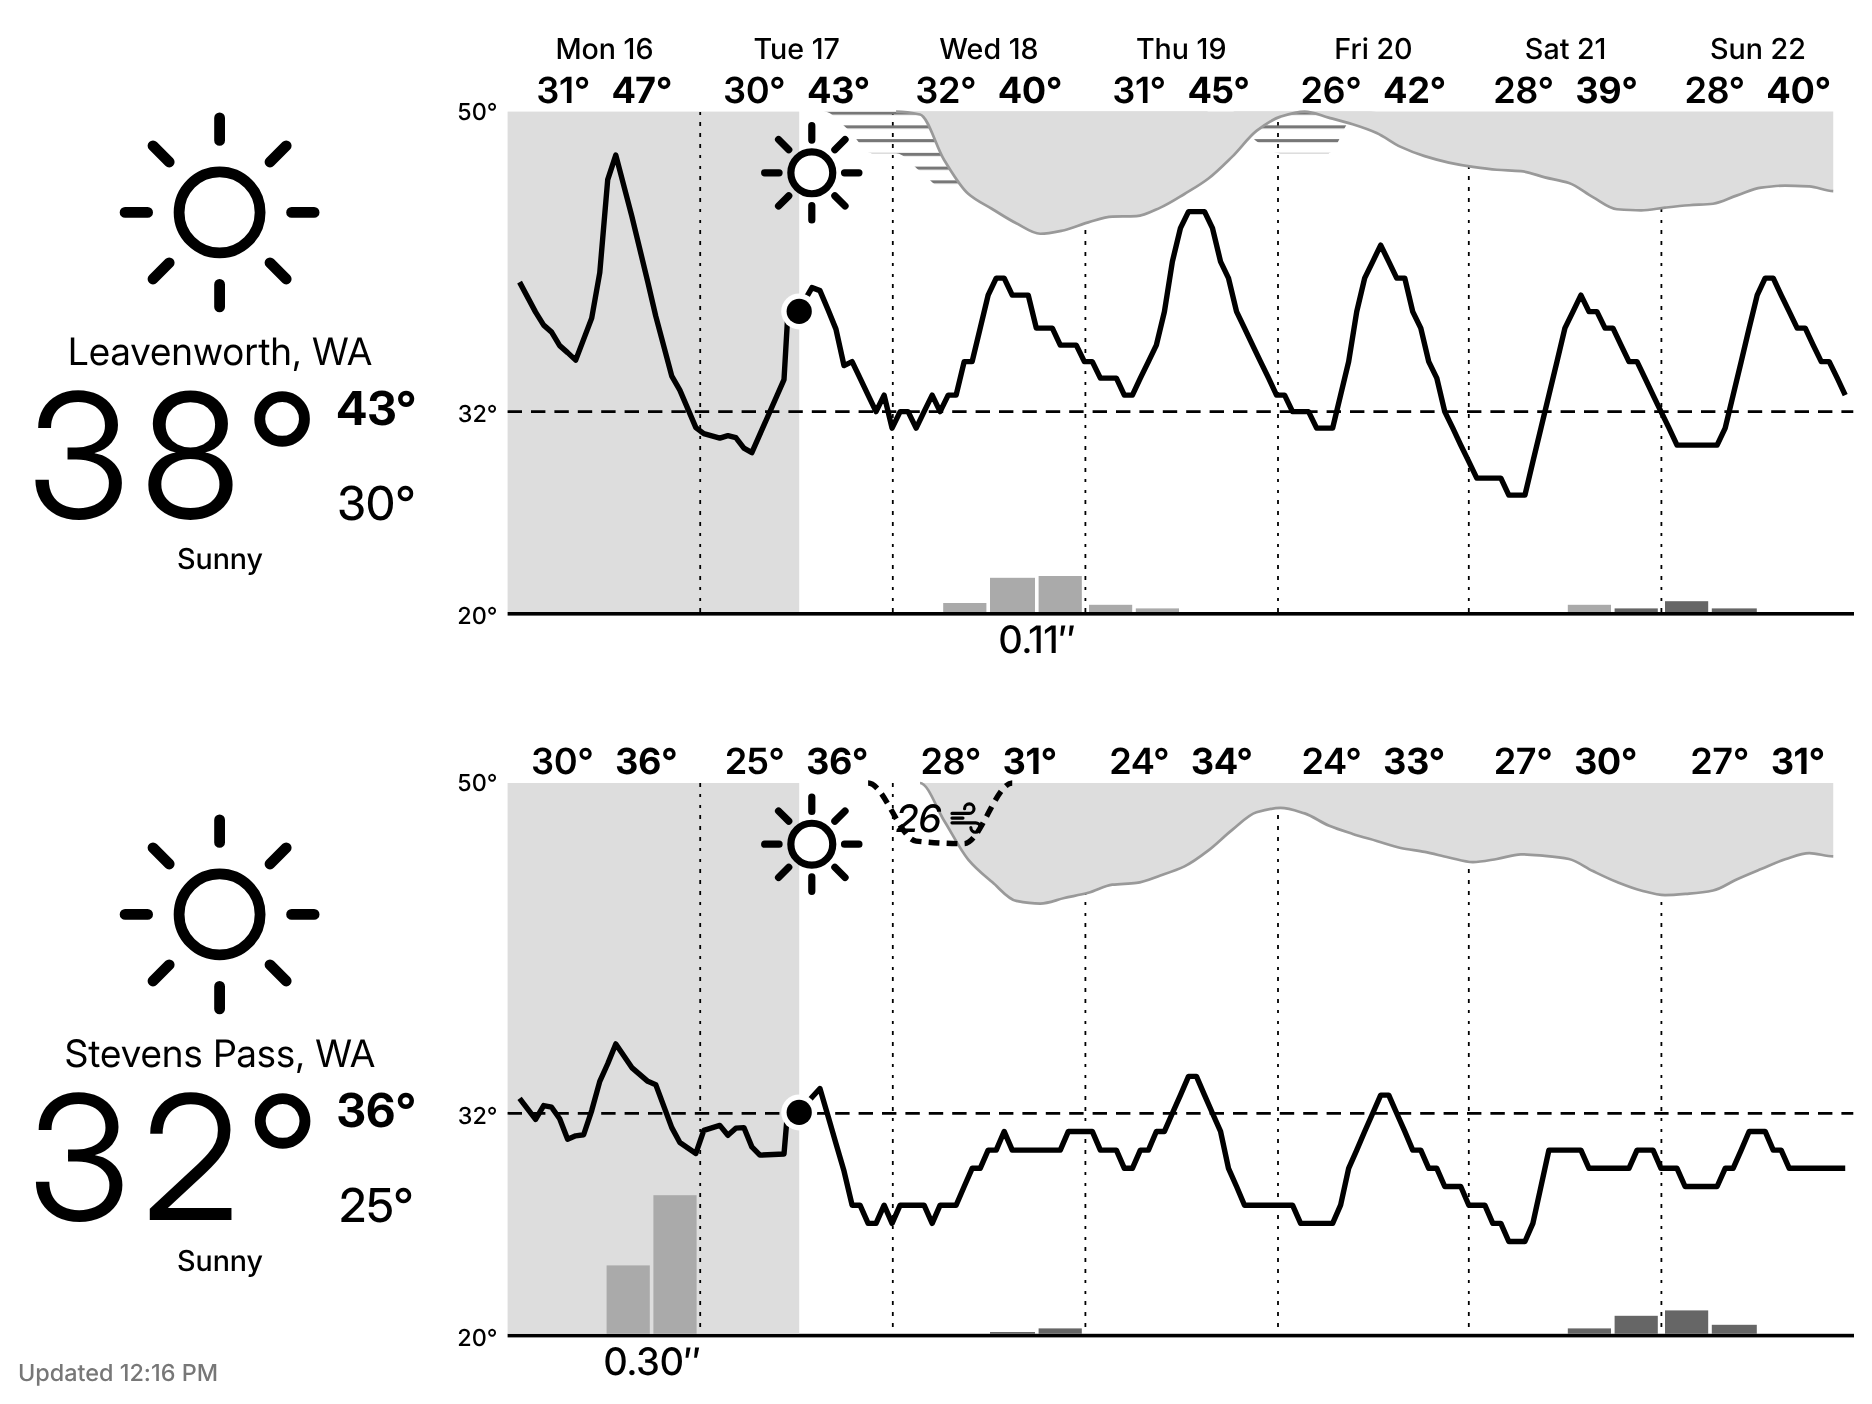 Mon 16 Tue 17 Wed 18 Thu 19 Fri 20 Sat 21 Sun 22
31° 47° 30° 43° 32° 40° 31° 45° 26° 42° 28° 39° 28° 40°
50°
Leavenworth, WA
38° 43°
30°
Sunny
32°
20°
0.11″
30° 36° 25° 36° 28° 31° 24° 34° 24° 33° 27° 30° 27° 31°
50°
26
Stevens Pass, WA
32° 36°
25°
Sunny
32°
20°
0.30″
Updated 12:16 PM